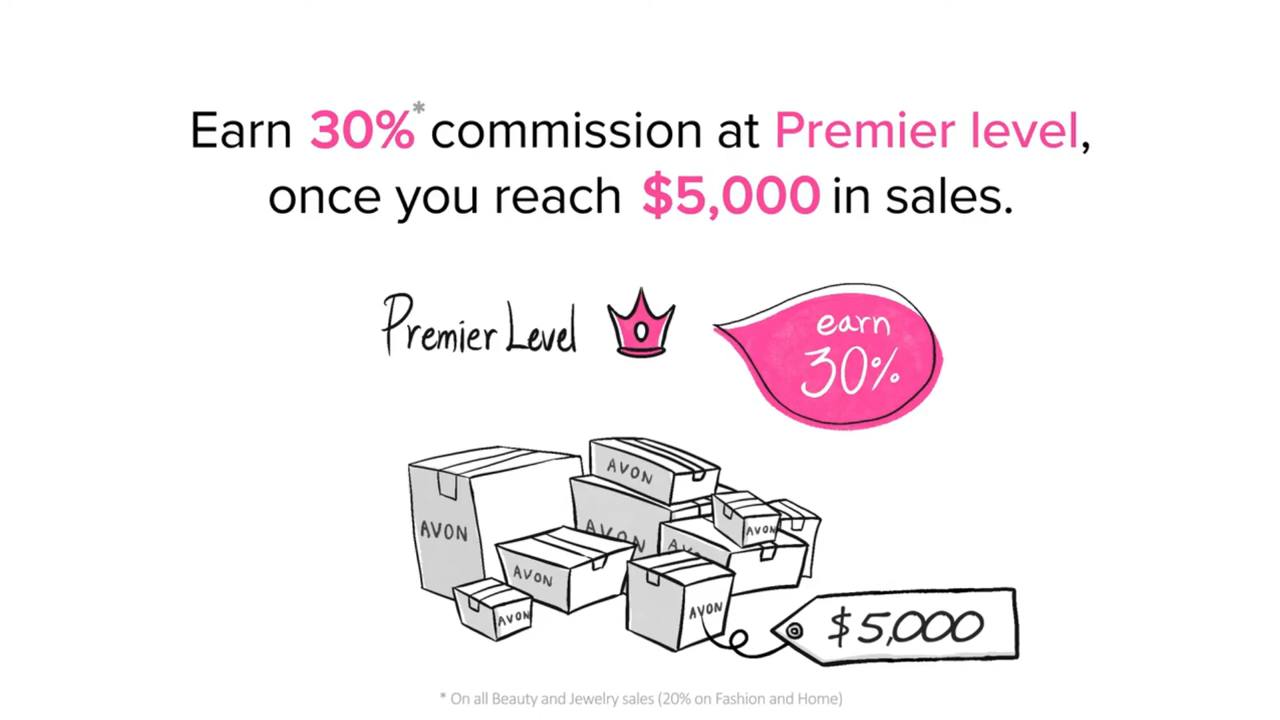 Earn 30%* commission at Premier level,
once you reach $5,000 in sales.
Premier Level
earn
30%
AVON
AVON
AVON
AVON
AVON
AVON
AVON
AVON
$5,000
* On all Beauty and Jewelry sales (20% on Fashion and Home)